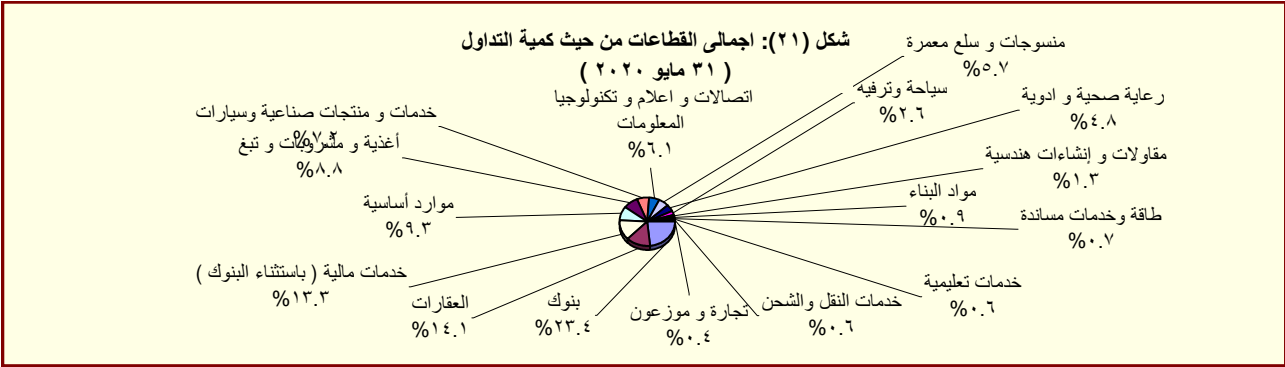 شكل (٢١): اجمالى القطاعات من حيث كمية التداول
( ٣١ مايو ٢٠٢٠ )
منسوجات و سلع معمرة
%٥.٧
سياحة وترفيه
%٢.٦
رعاية صحية و ادوية
%٤.٨
مقاولات و إنشاءات هندسية
%١.٣
مواد البناء
%٠.٩
طاقة وخدمات مساندة
%٠.٧
خدمات تعليمية
%٠.٦
خدمات النقل والشحن
%٠.٦
تجارة و موزعون
%٠.٤
بنوك
%٢٣.٤
العقارات
%١٤.١
خدمات مالية ( باستثناء البنوك )
%١٣.٣
موارد أساسية
%٩.٣
أغذية و مشروبات و تبغ
%٨.٨
خدمات و منتجات صناعية وسيارات
%٧.٢
اتصالات و اعلام و تكنولوجيا
المعلومات
%٦.١